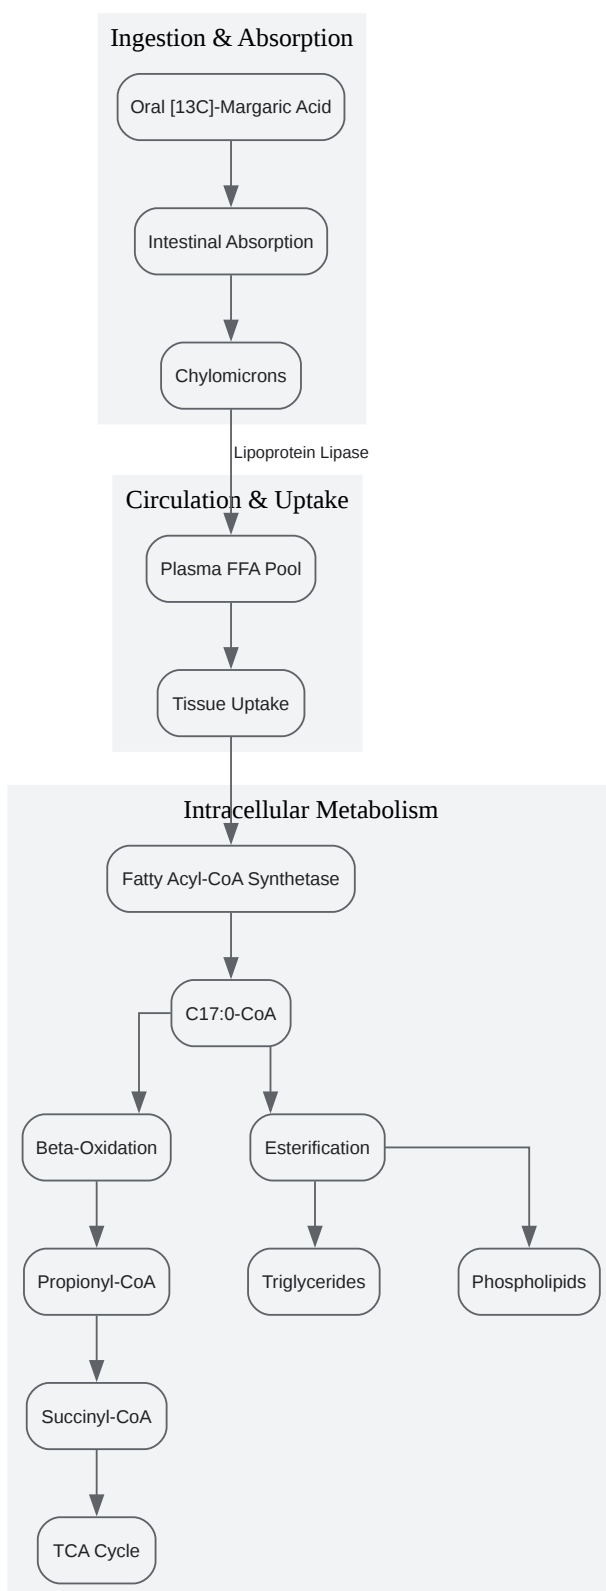 Ingestion & Absorption
Oral [13C]-Margaric Acid
Intestinal Absorption
Chylomicrons
Lipoprotein Lipase
Circulation & Uptake
Plasma FFA Pool
Tissue Uptake
Intracellular Metabolism
Fatty Acyl-CoA Synthetase
C17:0-CoA
Beta-Oxidation
Esterification
Propionyl-CoA
Triglycerides
Phospholipids
Succinyl-CoA
TCA Cycle